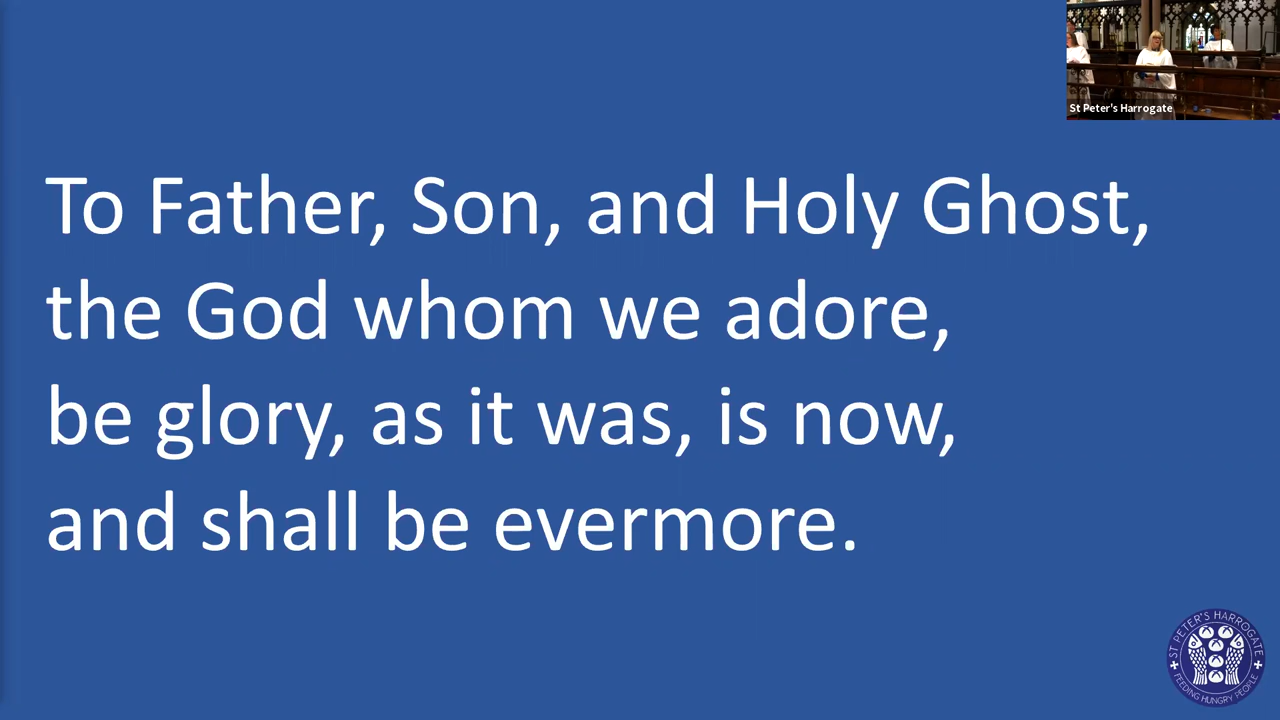 St Peter's Harrogate
To Father, Son, and Holy Ghost,
the God whom we adore,
be glory, as it was, is now,
and shall be evermore.
ST PETER'S HARROGATE
FEEDING HUNGRY PEOPLE